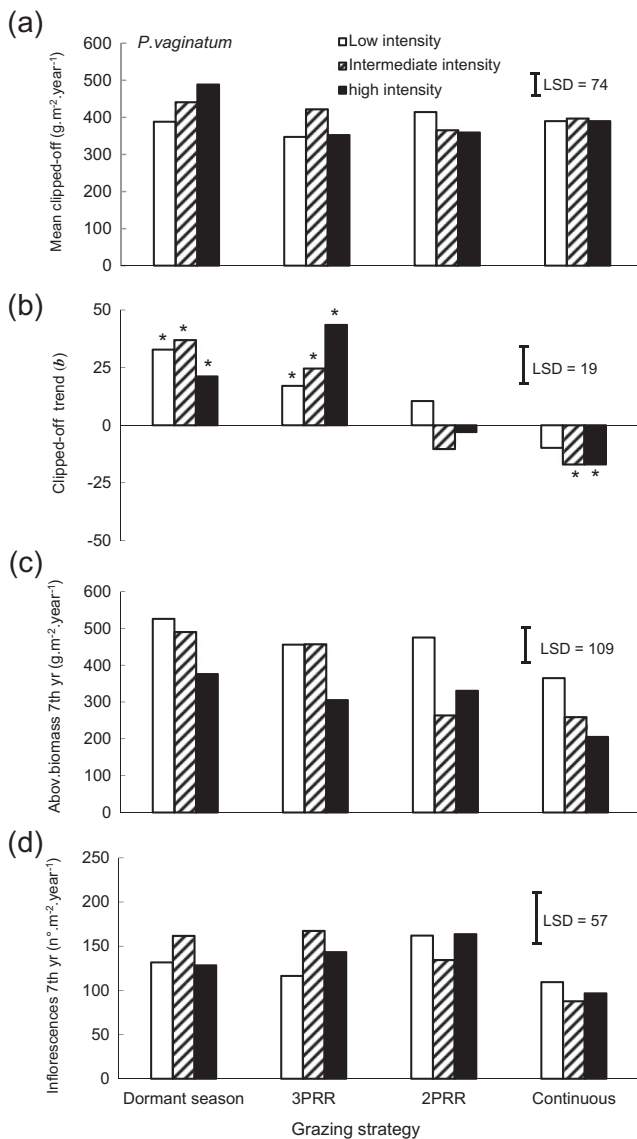 (a)
P.vaginatum
Low intensity
Intermediate intensity
high intensity
LSD = 74
Mean clipped-off (g.m⁻².year⁻¹)
600
500
400
300
200
100
0
(b)
Clipped-off trend (b)
50
25
0
-25
-50
* * *
* * *
* *
LSD = 19
(c)
Abov.biomass 7th yr (g.m⁻².year⁻¹)
600
500
400
300
200
100
0
LSD = 109
(d)
Inflorescences 7th yr (n°.m⁻².year⁻¹)
250
200
150
100
50
0
LSD = 57
Dormant season 3PRR 2PRR Continuous
Grazing strategy